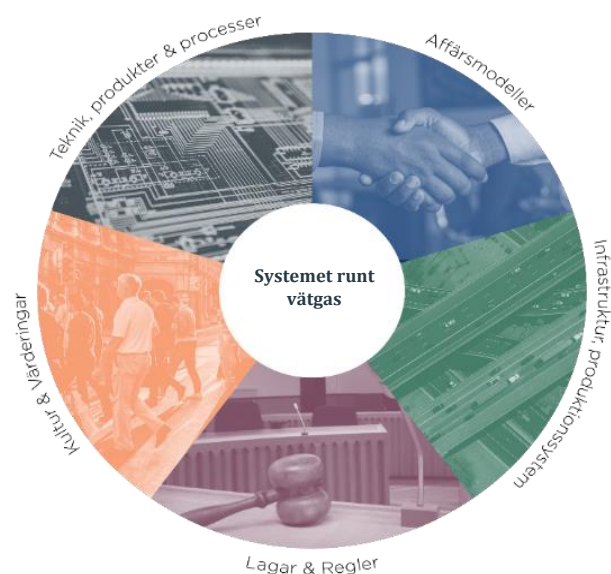 Teknik, produkter & processer
Affärsmodeller
Systemet runt
vätgas
Infrastruktur, produktionssystem
Kultur & Värderingar
Lagar & Regler